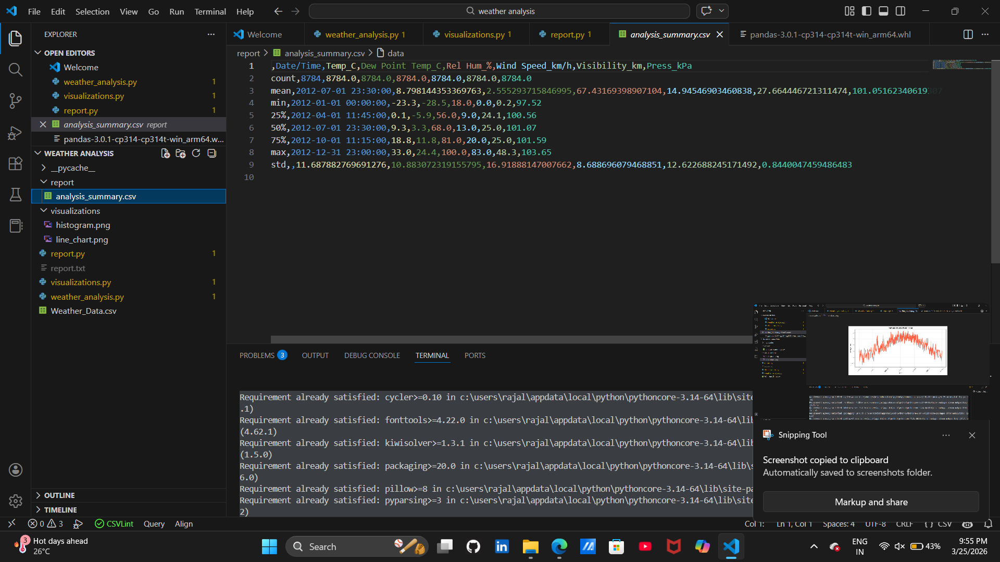 File Edit Selection View Go Run Terminal Help
weather analysis
EXPLORER
OPEN EDITORS
Welcome
weather_analysis.py 1
visualizations.py 1
report.py 1
analysis_summary.csv report
pandas-3.0.1-cp314-cp314t-win_arm64.w...
WEATHER ANALYSIS
__pycache__
report
analysis_summary.csv
visualizations
histogram.png
line_chart.png
report.py 1
report.txt
visualizations.py 1
weather_analysis.py 1
Weather_Data.csv
OUTLINE
TIMELINE
Welcome weather_analysis.py 1 visualizations.py 1 report.py 1 analysis_summary.csv pandas-3.0.1-cp314-cp314t-win_arm64.whl
report > analysis_summary.csv > data
1 ,Date/Time,Temp_C,Dew Point Temp_C,Rel Hum_%,Wind Speed_km/h,Visibility_km,Press_kPa
2 count,8784,8784.0,8784.0,8784.0,8784.0,8784.0,8784.0
3 mean,2012-07-01 23:30:00,8.798144353369763,2.555293715846995,67.43169398907104,14.94546903460838,27.664446721311474,101.05162340619307
4 min,2012-01-01 00:00:00,-23.3,-28.5,18.0,0.0,0.2,97.52
5 25%,2012-04-01 11:45:00,0.1,-5.9,56.0,9.0,24.1,100.56
6 50%,2012-07-01 23:30:00,9.3,3.3,68.0,13.0,25.0,101.07
7 75%,2012-10-01 11:15:00,18.8,11.8,81.0,20.0,25.0,101.59
8 max,2012-12-31 23:00:00,33.0,24.4,100.0,83.0,48.3,103.65
9 std,,11.687882769691276,10.883072319155795,16.91888147007662,8.688696079468851,12.622688245171492,0.8440047459486483
10
PROBLEMS 3 OUTPUT DEBUG CONSOLE TERMINAL PORTS
Requirement already satisfied: cycler>=0.10 in c:\users\rajal\appdata\local\python\pythoncore-3.14-64\lib\site
.1)
Requirement already satisfied: fonttools>=4.22.0 in c:\users\rajal\appdata\local\python\pythoncore-3.14-64\lib
(4.62.1)
Requirement already satisfied: kiwisolver>=1.3.1 in c:\users\rajal\appdata\local\python\pythoncore-3.14-64\lib
(1.5.0)
Requirement already satisfied: packaging>=20.0 in c:\users\rajal\appdata\local\python\pythoncore-3.14-64\lib\s
6.0)
Requirement already satisfied: pillow>=8 in c:\users\rajal\appdata\local\python\pythoncore-3.14-64\lib\site-pa
Requirement already satisfied: pyparsing>=3 in c:\users\rajal\appdata\local\python\pythoncore-3.14-64\lib\site
2)
Temperature Over Time
Snipping Tool
Screenshot copied to clipboard
Automatically saved to screenshots folder.
Markup and share
0 3 CSVLint Query Align Col 1: Ln 1, Col 1 Spaces: 4 UTF-8 CRLF {} CSV
3 Hot days ahead
26°C
Search
ENG
IN
43%
9:55 PM
3/25/2026